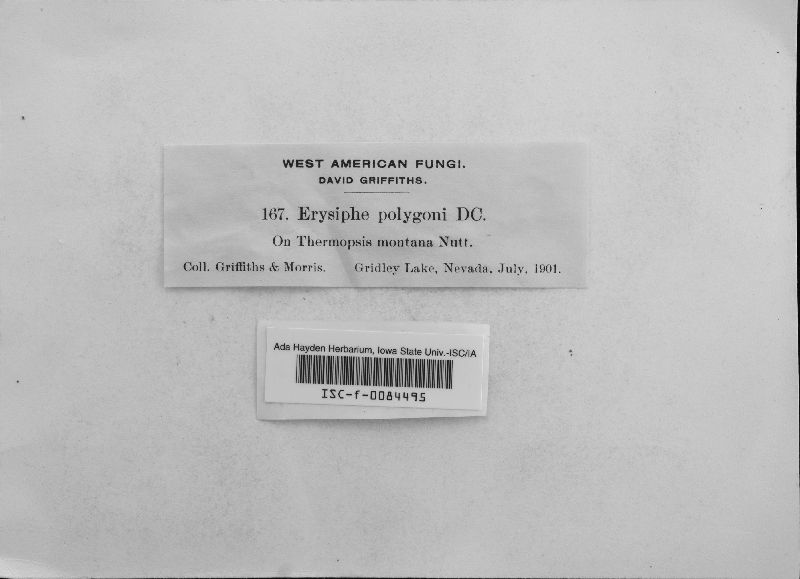 WEST AMERICAN FUNGI.
DAVID GRIFFITHS.
167. Erysiphe polygoni DC.
On Thermopsis montana Nutt.
Coll. Griffiths & Morris. Gridley Lake, Nevada, July, 1901.
Ada Hayden Herbarium, Iowa State Univ.-ISC/IA
ISC-f-0084495